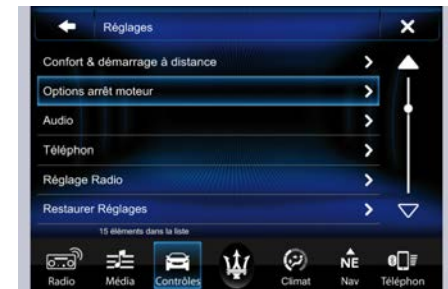 Réglages
Confort & démarrage à distance
Options arrêt moteur
Audio
Téléphon
Réglage Radio
Restaurer Réglages
15 éléments dans la liste
NE
Radio Média Contrôles Climat Nav Téléphon